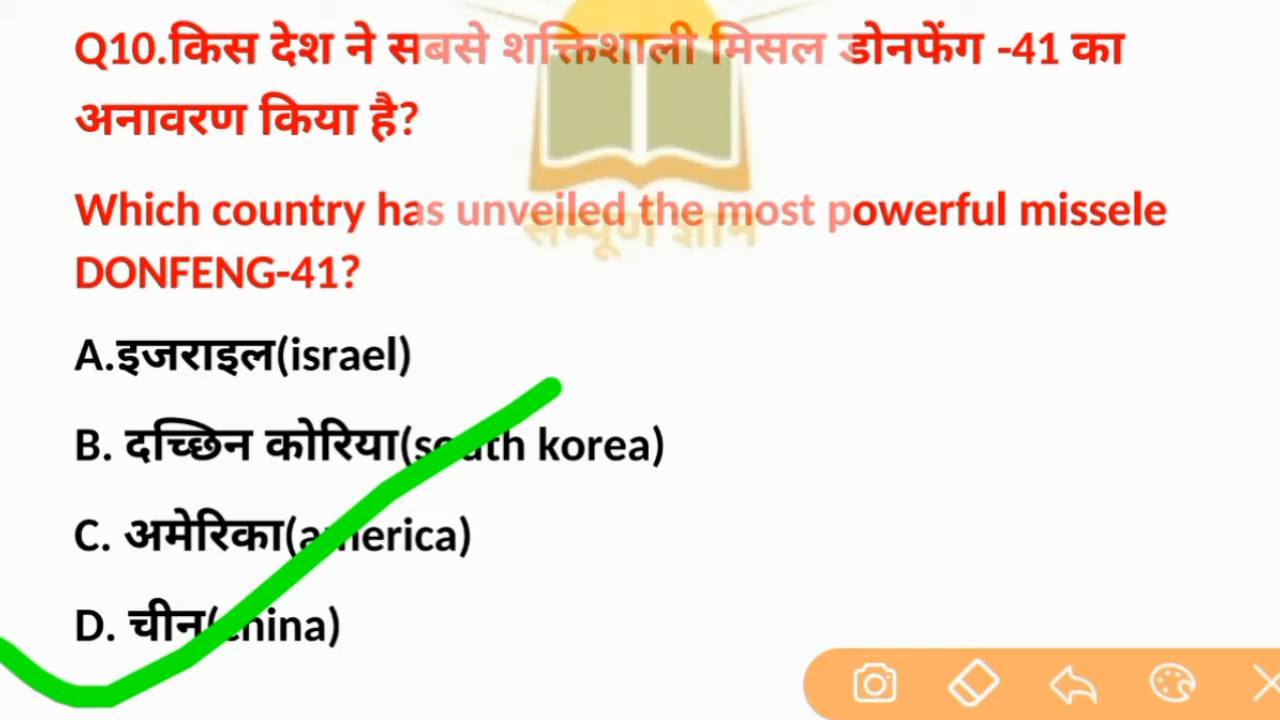 Q10.किस देश ने सबसे शक्तिशाली मिसल डोनफेंग -41 का
अनावरण किया है?
Which country has unveiled the most powerful missele
DONFENG-41?
सम्पूर्ण ज्ञान
A.इजराइल(israel)
B. दच्छिन कोरिया(south korea)
C. अमेरिका(america)
D. चीन(china)